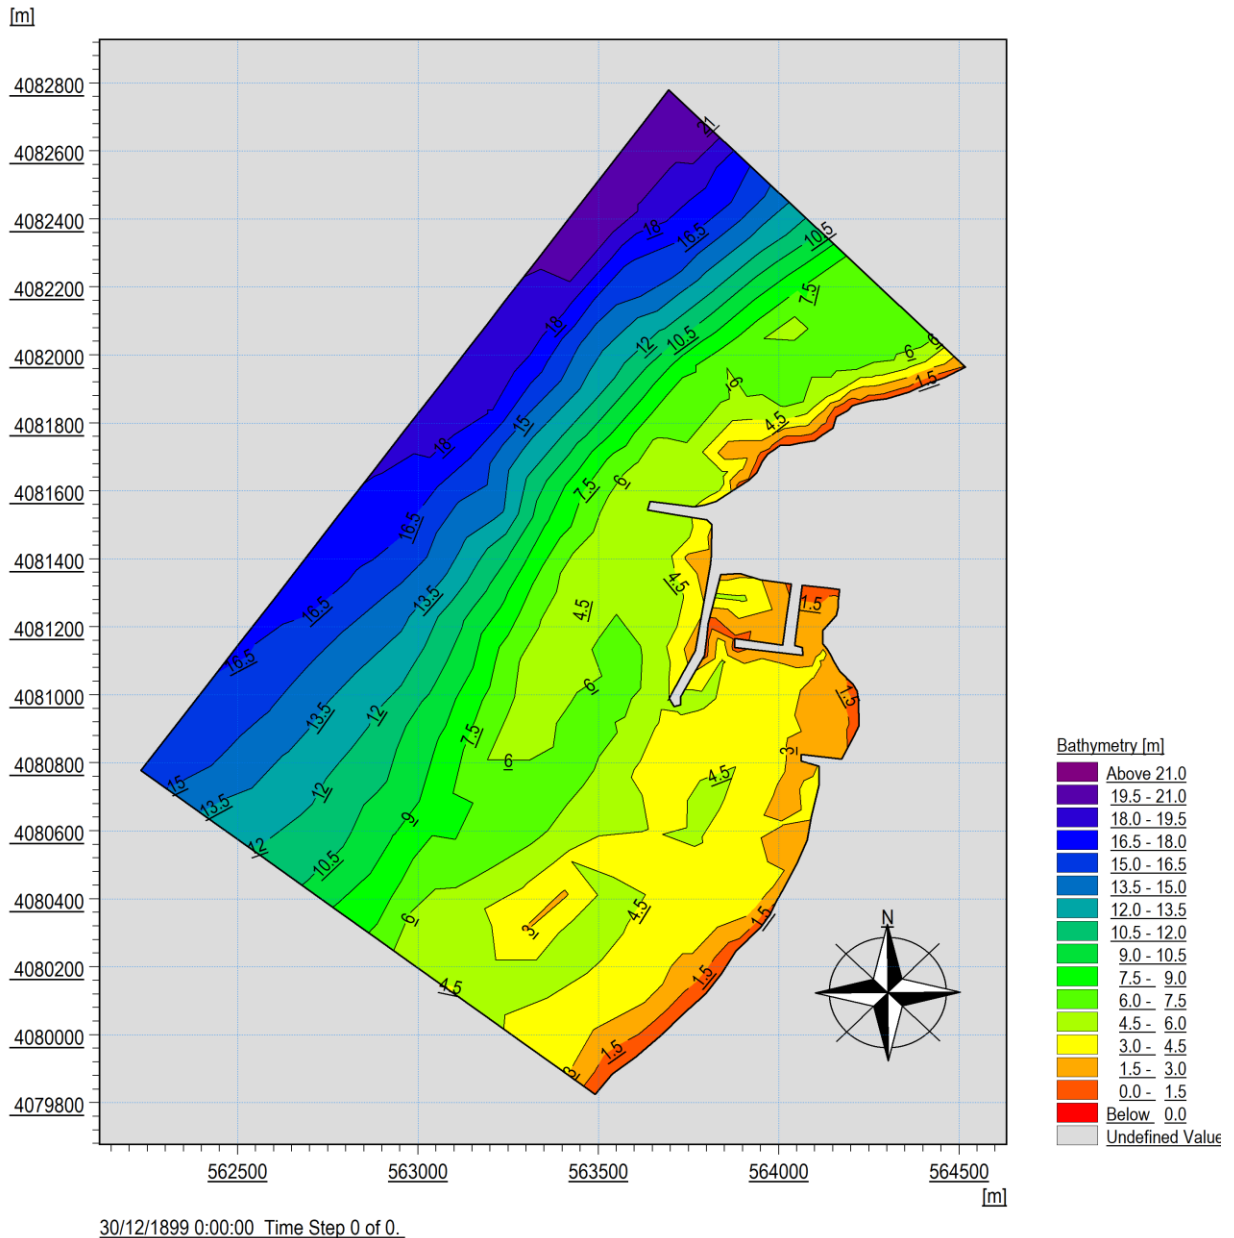 [m]
4082800
4082600
4082400
4082200
4082000
4081800
4081600
4081400
4081200
4081000
4080800
4080600
4080400
4080200
4080000
4079800
21
18
16.5
10.5
7.5
18
12
10.5
6
6
6
1.5
15
4.5
18
7.5
6
16.5
4.5
13.5
4.5
1.5
16.5
16.5
6
1.5
13.5
12
7.5
3
6
4.5
15
13.5
12
9
12
10.5
6
4.5
3
1.5
4.5
1.5
1.5
3
N
562500 563000 563500 564000 564500
[m]
Bathymetry [m]
Above 21.0
19.5 - 21.0
18.0 - 19.5
16.5 - 18.0
15.0 - 16.5
13.5 - 15.0
12.0 - 13.5
10.5 - 12.0
9.0 - 10.5
7.5 - 9.0
6.0 - 7.5
4.5 - 6.0
3.0 - 4.5
1.5 - 3.0
0.0 - 1.5
Below 0.0
Undefined Value
30/12/1899 0:00:00 Time Step 0 of 0.